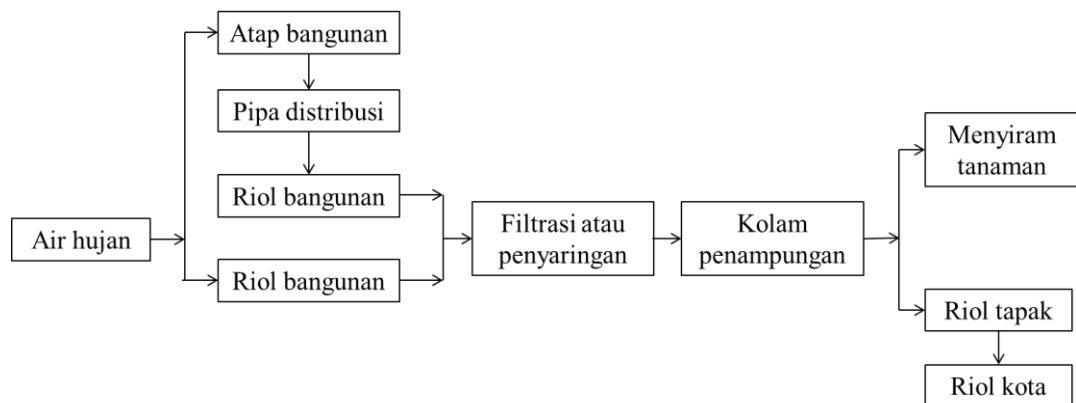 Atap bangunan
Pipa distribusi
Riol bangunan
Air hujan
Riol bangunan
Filtrasi atau
penyaringan
Kolam
penampungan
Menyiram
tanaman
Riol tapak
Riol kota